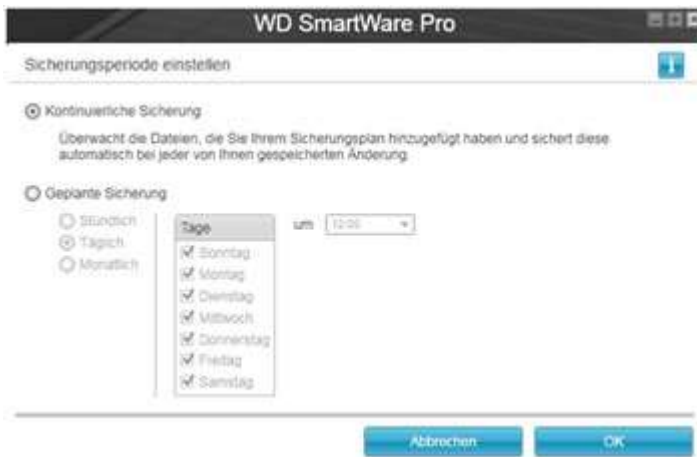 WD SmartWare Pro
Sicherungsperiode einstellen
Kontinuierliche Sicherung
Überwacht die Dateien, die Sie Ihrem Sicherungsplan hinzugefügt haben und sichert diese
automatisch bei jeder von Ihnen gespeicherten Änderung.
Geplante Sicherung
Stündlich
Täglich
Monatlich
Tage
Sonntag
Montag
Dienstag
Mittwoch
Donnerstag
Freitag
Samstag
um
Abbrechen
OK